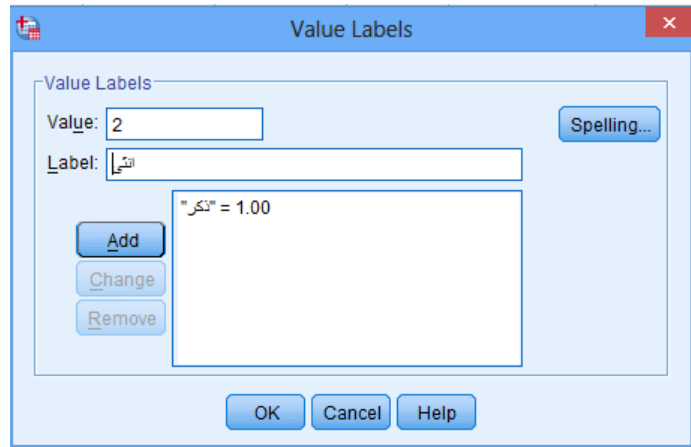 Value Labels
Value Labels
Value: 2
Spelling...
Label: انثى
"ذكر" = 1.00
Add
Change
Remove
OK Cancel Help